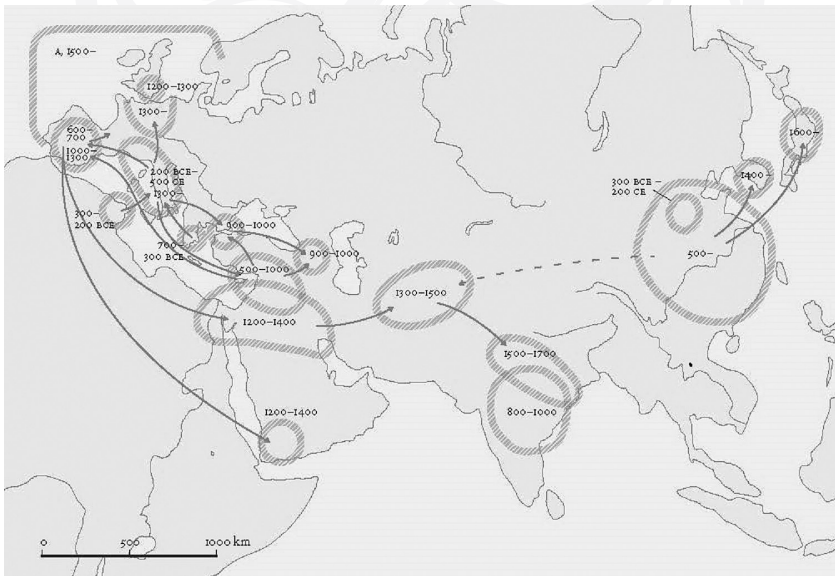 A, 1500–
1200–1300
1300–
600–
700
1000–
1300
200 BCE–
500 CE
1300–
300–
200 BCE
900–1000
700–
300 BCE
500–1000
900–1000
1200–1400
1300–1500
1200–1400
1500–1700
800–1000
300 BCE –
200 CE
500–
1400–
1600–
0 500 1000 km